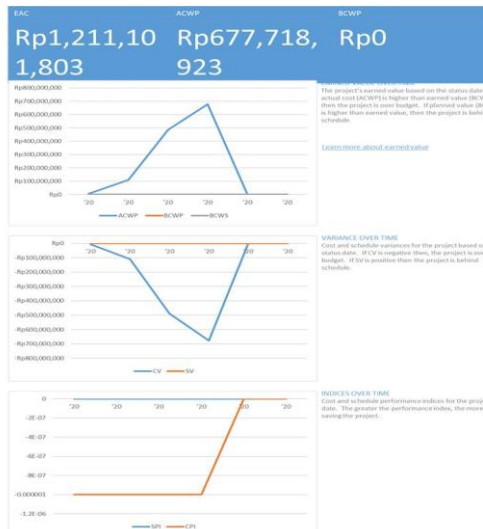 EAC ACWP BCWP
Rp1,211,10 Rp677,718, Rp0
1,803 923
The project's earned value based on the status date
actual cost (ACWP) is higher than earned value (BCW
then the project is over budget. If planned value (B
is higher than earned value, then the project is behi
schedule.
Learn more about earned value
Rp800,000,000
Rp700,000,000
Rp600,000,000
Rp500,000,000
Rp400,000,000
Rp300,000,000
Rp200,000,000
Rp100,000,000
Rp0
'20 '20 '20 '20 '20 '20
ACWP BCWP BCWS
VARIANCE OVER TIME
Cost and schedule variances for the project based o
status date. If CV is negative then, the project is ove
budget. If SV is positive then the project is behind
schedule.
Rp0
'20 '20 '20 '20 '20 '20
-Rp100,000,000
-Rp200,000,000
-Rp300,000,000
-Rp400,000,000
-Rp500,000,000
-Rp600,000,000
-Rp700,000,000
-Rp800,000,000
CV SV
INDICES OVER TIME
Cost and schedule performance indices for the proje
date. The greater the performance index, the more
saving the project.
0
'20 '20 '20 '20 '20 '20
-2E-07
-4E-07
-6E-07
-8E-07
-0.000001
-1.2E-06
SPI CPI